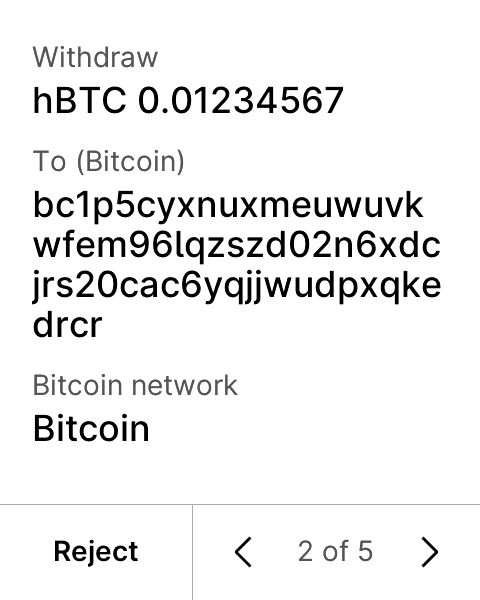 Withdraw
hBTC 0.01234567
To (Bitcoin)
bc1p5cyxnuxmeuwuvk
wfem96lqzszd02n6xdc
jrs20cac6yqjjwudpxqke
drcr
Bitcoin network
Bitcoin
Reject
2 of 5